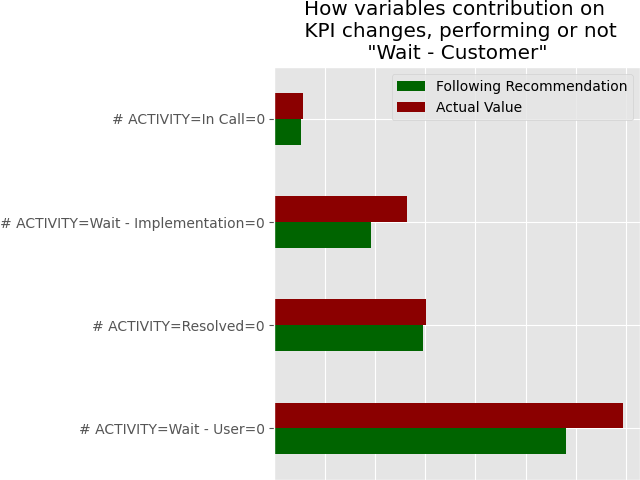 How variables contribution on
KPI changes, performing or not
"Wait - Customer"
Following Recommendation
Actual Value
# ACTIVITY=In Call=0
# ACTIVITY=Wait - Implementation=0
# ACTIVITY=Resolved=0
# ACTIVITY=Wait - User=0